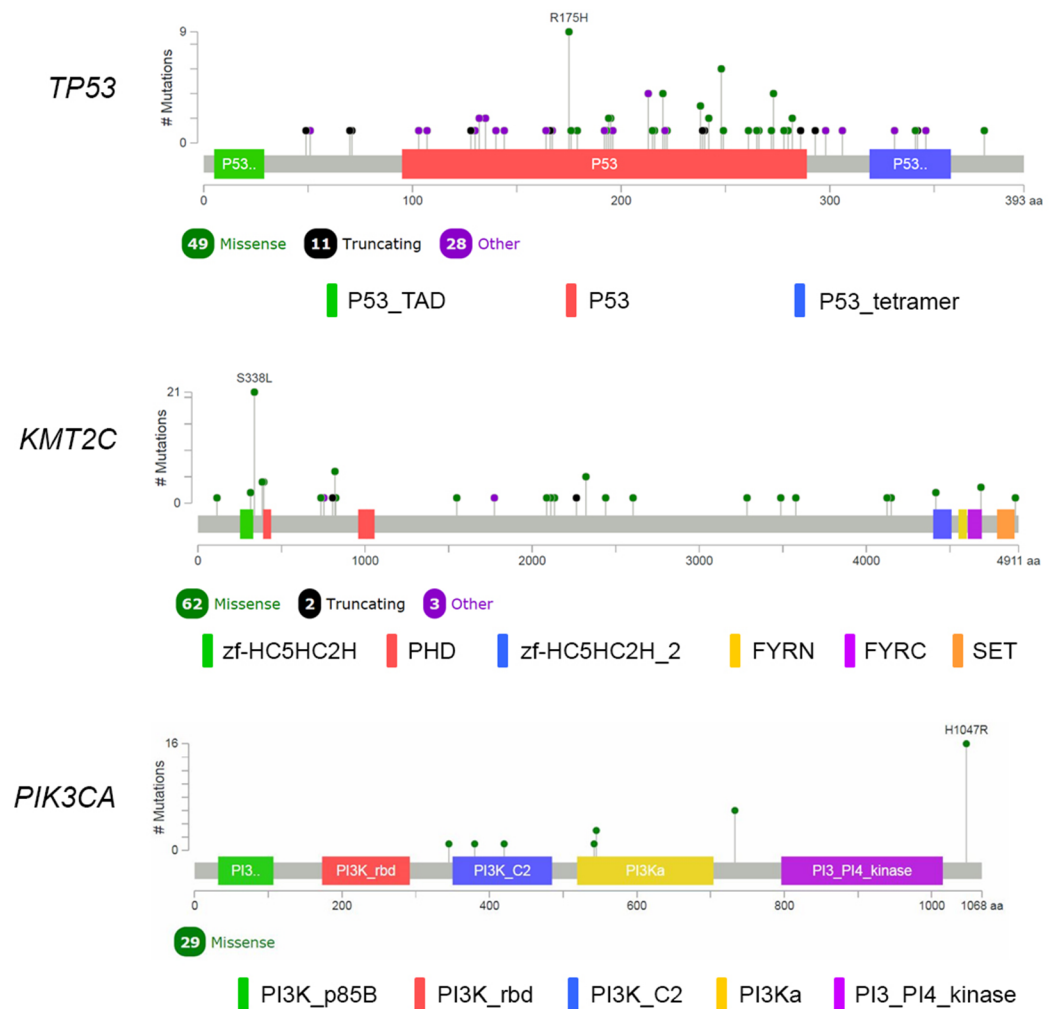 R175H
9
0
# Mutations
TP53
P53..
P53
P53..
0
100
200
300
393 aa
49 Missense
11 Truncating
28 Other
P53_TAD
P53
P53_tetramer
S338L
21
0
# Mutations
KMT2C
0
1000
2000
3000
4000
4911 aa
62 Missense
2 Truncating
3 Other
zf-HC5HC2H
PHD
zf-HC5HC2H_2
FYRN
FYRC
SET
H1047R
16
0
# Mutations
PIK3CA
PI3..
PI3K_rbd
PI3K_C2
PI3Ka
PI3_PI4_kinase
0
200
400
600
800
1000
1068 aa
29 Missense
PI3K_p85B
PI3K_rbd
PI3K_C2
PI3Ka
PI3_PI4_kinase